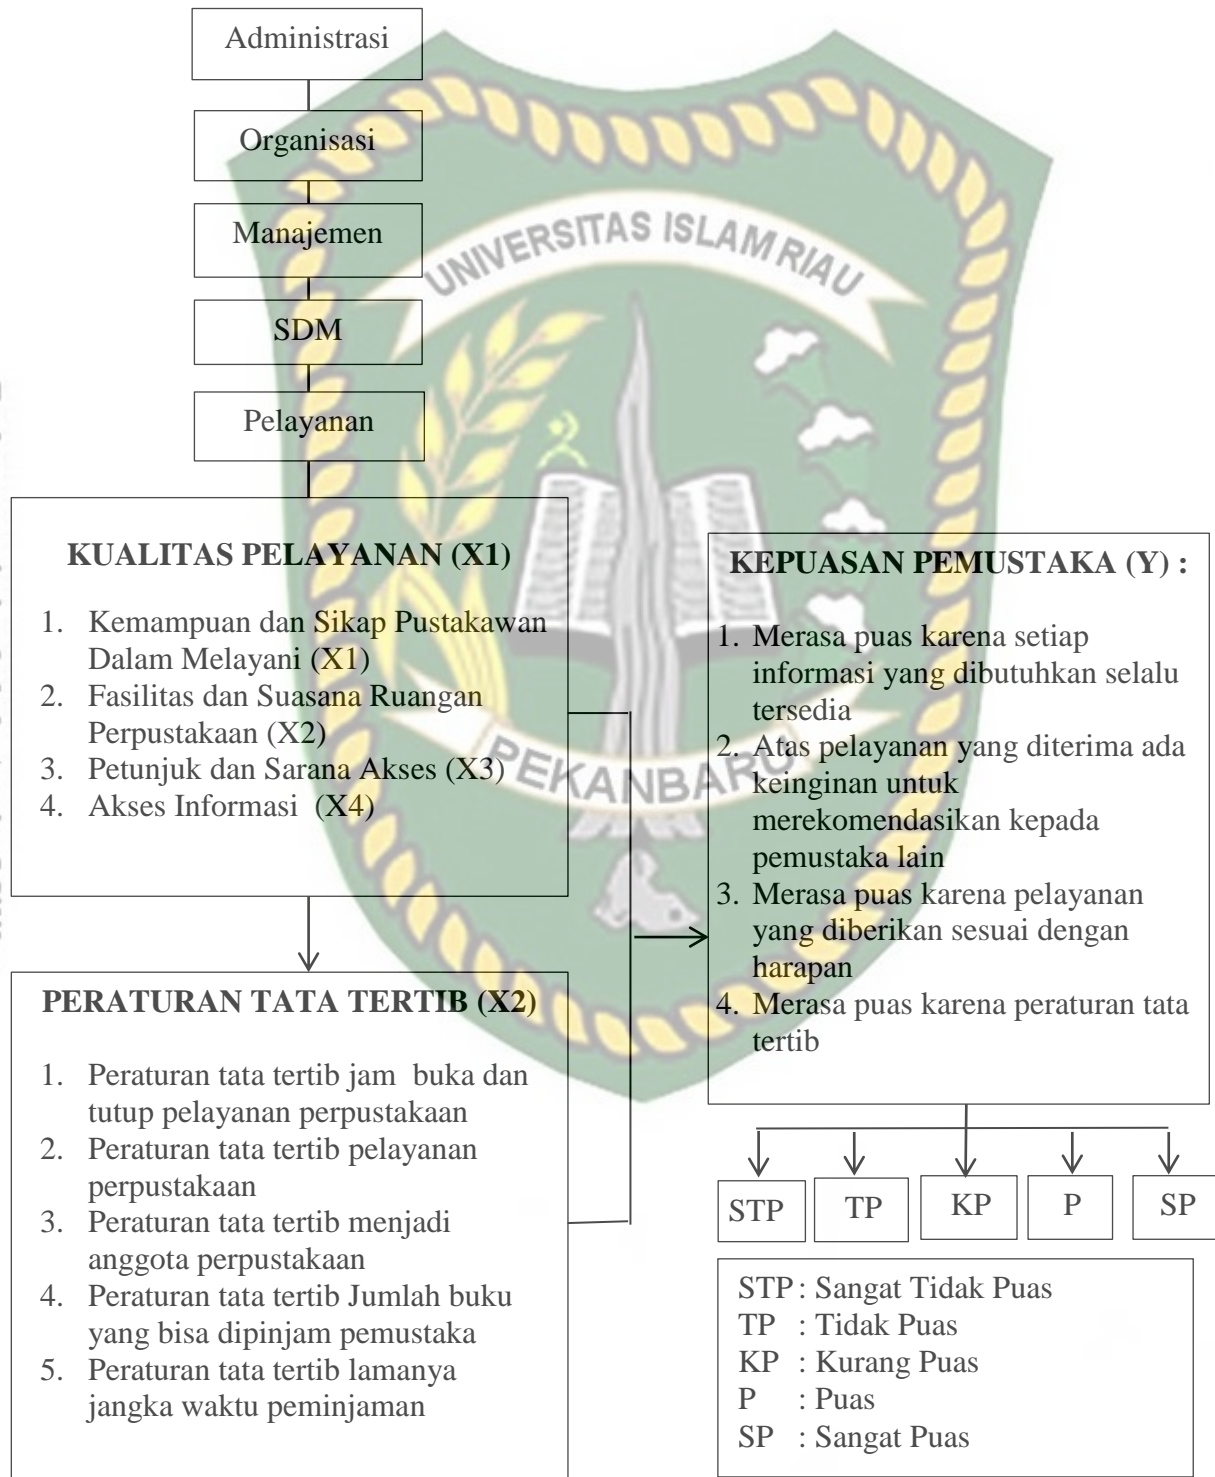 Administrasi
Organisasi
Manajemen
SDM
Pelayanan
UNIVERSITAS ISLAM RIAU
PEKANBARU
KUALITAS PELAYANAN (X1)
1. Kemampuan dan Sikap Pustakawan
Dalam Melayani (X1)
2. Fasilitas dan Suasana Ruangan
Perpustakaan (X2)
3. Petunjuk dan Sarana Akses (X3)
4. Akses Informasi (X4)
PERATURAN TATA TERTIB (X2)
1. Peraturan tata tertib jam buka dan
tutup pelayanan perpustakaan
2. Peraturan tata tertib pelayanan
perpustakaan
3. Peraturan tata tertib menjadi
anggota perpustakaan
4. Peraturan tata tertib Jumlah buku
yang bisa dipinjam pemustaka
5. Peraturan tata tertib lamanya
jangka waktu peminjaman
KEPUASAN PEMUSTAKA (Y) :
1. Merasa puas karena setiap
informasi yang dibutuhkan selalu
tersedia
2. Atas pelayanan yang diterima ada
keinginan untuk
merekomendasikan kepada
pemustaka lain
3. Merasa puas karena pelayanan
yang diberikan sesuai dengan
harapan
4. Merasa puas karena peraturan tata
tertib
STP TP KP P SP
STP : Sangat Tidak Puas
TP : Tidak Puas
KP : Kurang Puas
P : Puas
SP : Sangat Puas